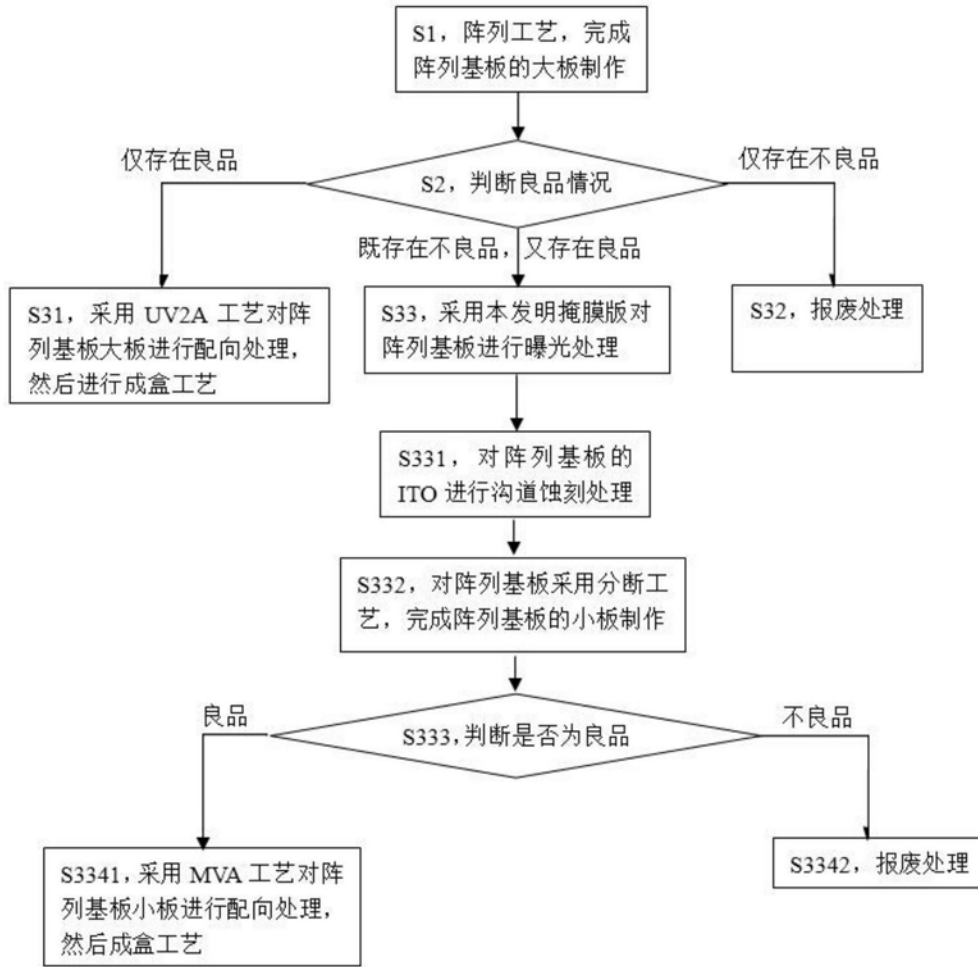 S1，阵列工艺，完成
阵列基板的大板制作
仅存在良品
仅存在不良品
S2，判断良品情况
既存在不良品，又存在良品
S31，采用 UV2A 工艺对阵
列基板大板进行配向处理，
然后进行成盒工艺
S33，采用本发明掩膜版对
阵列基板进行曝光处理
S32，报废处理
S331，对阵列基板的
ITO 进行沟道蚀刻处理
S332，对阵列基板采用分断工
艺，完成阵列基板的小板制作
良品
不良品
S333，判断是否为良品
S3341，采用 MVA 工艺对阵
列基板小板进行配向处理，
然后成盒工艺
S3342，报废处理